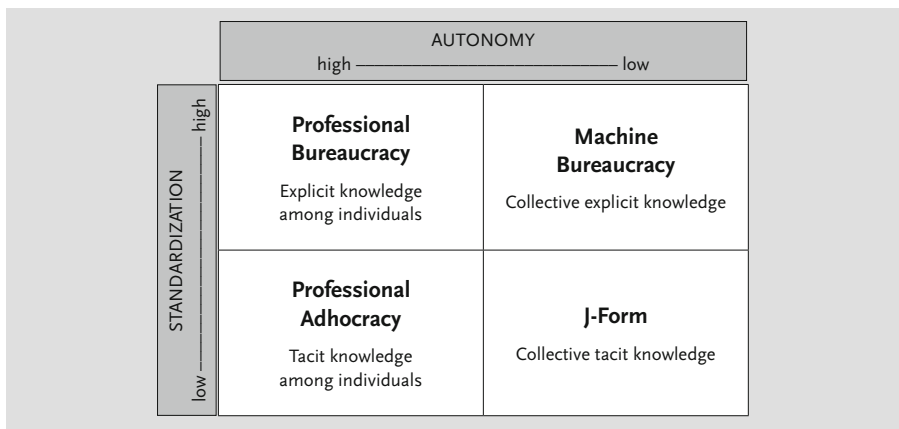 AUTONOMY
high ——— low
STANDARDIZATION
low ——— high
Professional
Bureaucracy
Explicit knowledge
among individuals
Machine
Bureaucracy
Collective explicit knowledge
Professional
Adhocracy
Tacit knowledge
among individuals
J-Form
Collective tacit knowledge